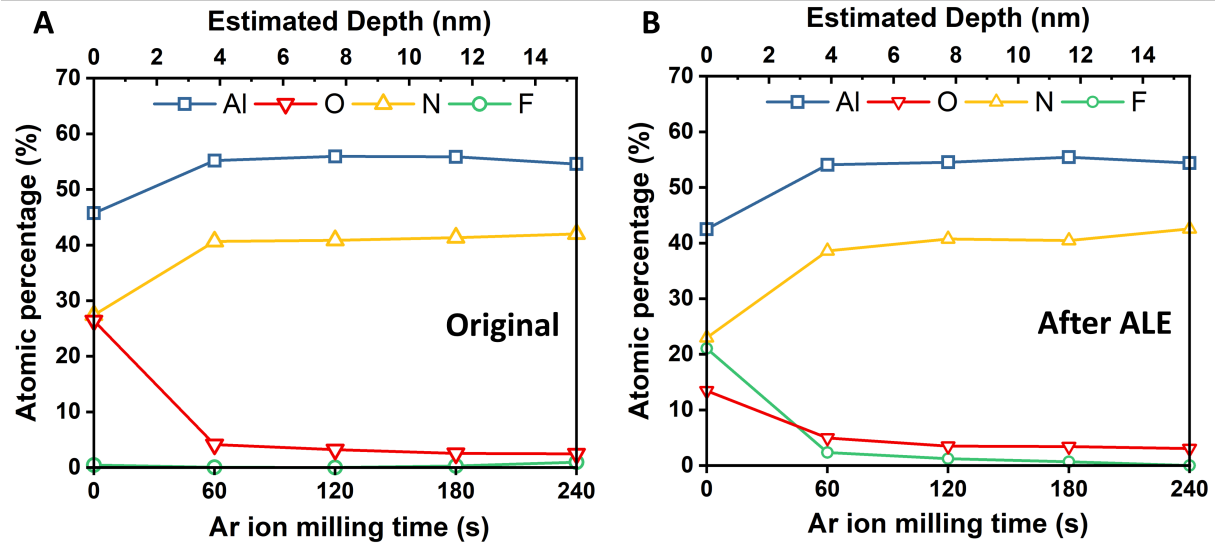 A
Estimated Depth (nm)
0 2 4 6 8 10 12 14
70
60
50
40
30
20
10
0
Atomic percentage (%)
Al O N F
Original
0 60 120 180 240
Ar ion milling time (s)
B
Estimated Depth (nm)
0 2 4 6 8 10 12 14
70
60
50
40
30
20
10
0
Atomic percentage (%)
Al O N F
After ALE
0 60 120 180 240
Ar ion milling time (s)